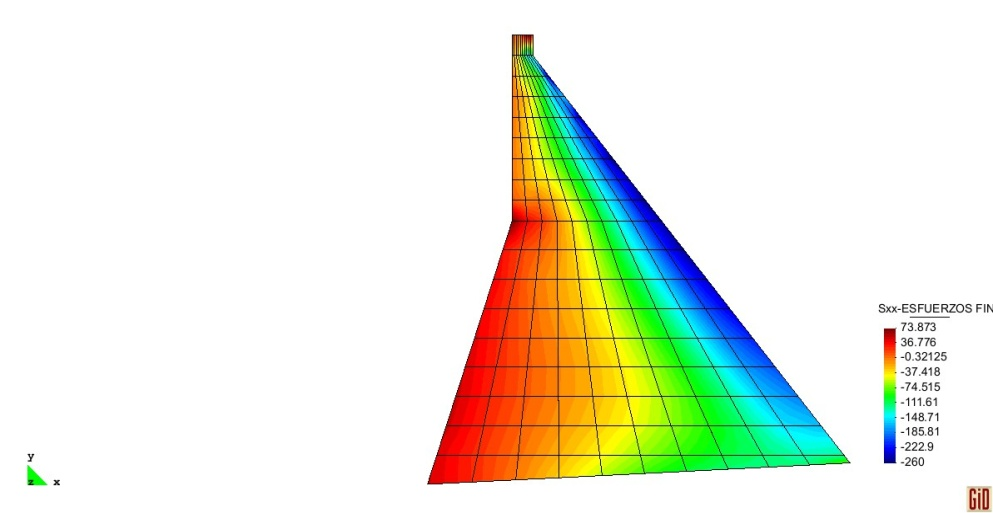 Sxx-ESFUERZOS FIN
73.873
36.776
-0.32125
-37.418
-74.515
-111.61
-148.71
-185.81
-222.9
-260
y
z x
GiD